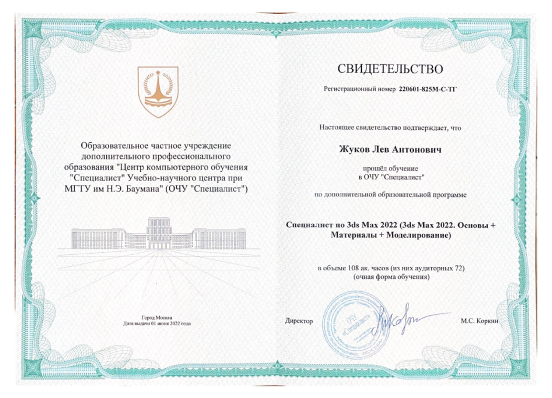 Образовательное частное учреждение
дополнительного профессионального
образования "Центр компьютерного обучения
"Специалист" Учебно-научного центра при
МГТУ им Н.Э. Баумана" (ОЧУ "Специалист")
Город Москва
Дата выдачи 01 июня 2022 года
СВИДЕТЕЛЬСТВО
Регистрационный номер 220601-825М-С-ТГ
Настоящее свидетельство подтверждает, что
Жуков Лев Антонович
прошёл обучение
в ОЧУ "Специалист"
по дополнительной образовательной программе
Специалист по 3ds Max 2022 (3ds Max 2022. Основы +
Материалы + Моделирование)
в объеме 108 ак. часов (из них аудиторных 72)
(очная форма обучения)
Директор
М.С. Коркин